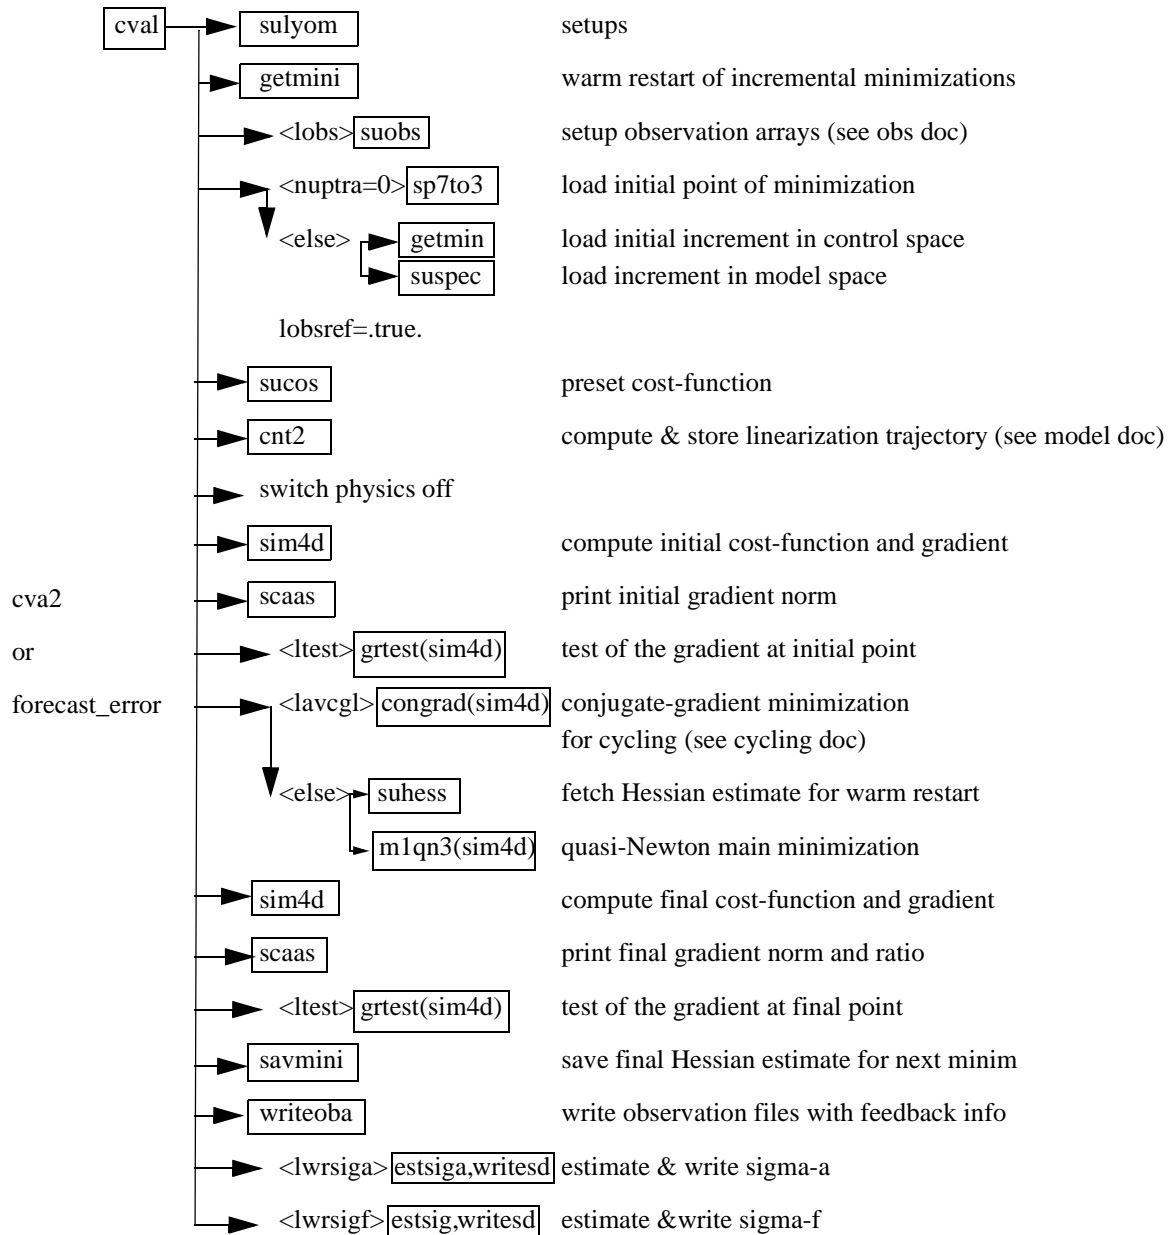 cval sulyom setups
getmini warm restart of incremental minimizations
<lobs> suobs setup observation arrays (see obs doc)
<nuptra=0> sp7to3 load initial point of minimization
<else> getmin load initial increment in control space
suspec load increment in model space
lobsref=.true.
sucos preset cost-function
cnt2 compute & store linearization trajectory (see model doc)
switch physics off
sim4d compute initial cost-function and gradient
cva2 scaas print initial gradient norm
or <ltest> grtest(sim4d) test of the gradient at initial point
forecast_error <lavcgl> congrad(sim4d) conjugate-gradient minimization
for cycling (see cycling doc)
<else> suhess fetch Hessian estimate for warm restart
m1qn3(sim4d) quasi-Newton main minimization
sim4d compute final cost-function and gradient
scaas print final gradient norm and ratio
<ltest> grtest(sim4d) test of the gradient at final point
savmini save final Hessian estimate for next minim
writeoba write observation files with feedback info
<lwrsiga> estsiga,writesd estimate & write sigma-a
<lwrsigf> estsig,writesd estimate &write sigma-f